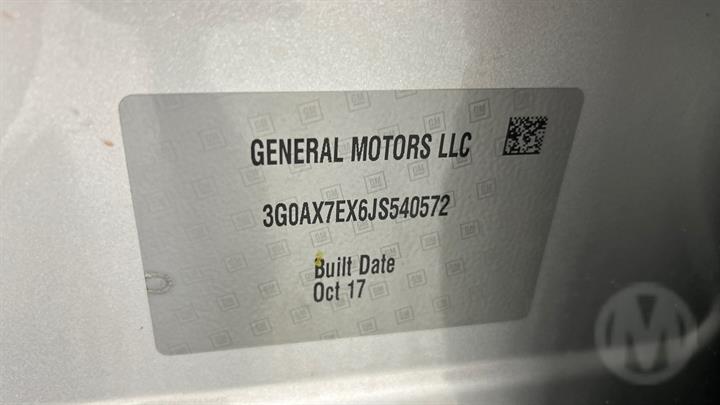 GENERAL MOTORS LLC
3G0AX7EX6JS540572
Built Date
Oct 17